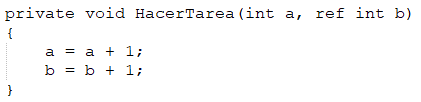 private void HacerTarea(int a, ref int b)
{
    a = a + 1;
    b = b + 1;
}